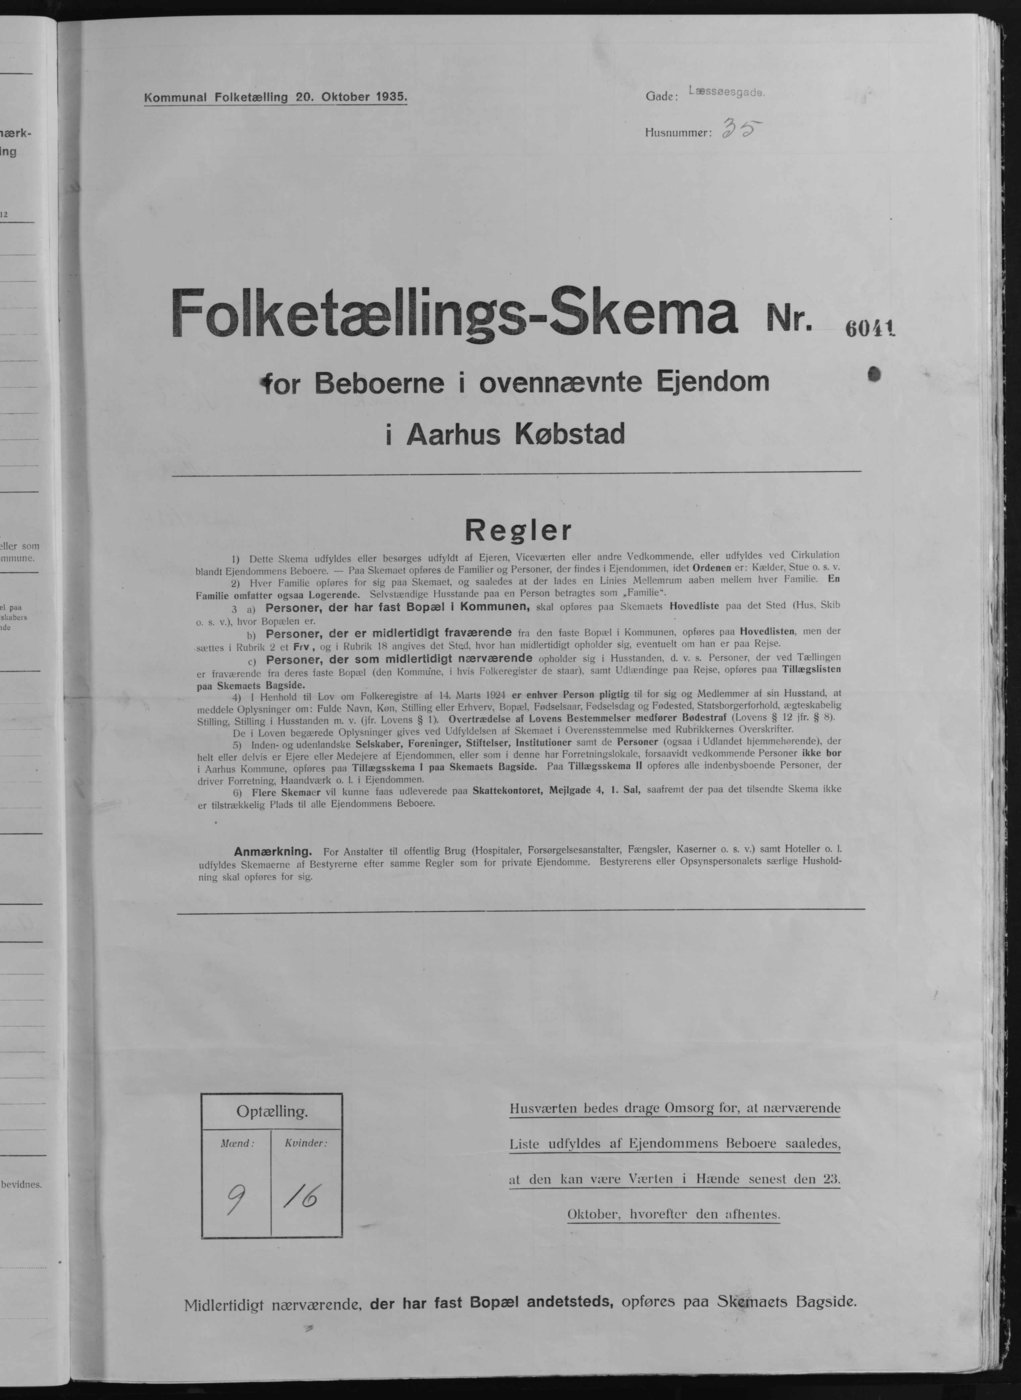 Kommunal Folketælling 20. Oktober 1935.
Gade: Læssøesgade.
Husnummer: 35
Folketællings-Skema Nr. 6041
for Beboerne i ovennævnte Ejendom
i Aarhus Købstad
Regler
1) Dette Skema udfyldes eller besørges udfyldt af Ejeren, Viceværten eller andre Vedkommende, eller udfyldes ved Cirkulation
blandt Ejendommens Beboere. — Paa Skemaet opføres de Familier og Personer, der findes i Ejendommen, idet Ordenen er: Kælder, Stue o. s. v.
2) Hver Familie opføres for sig paa Skemaet, og saaledes at der lades en Linies Mellemrum aaben mellem hver Familie. En
Familie omfatter ogsaa Logerende. Selvstændige Husstande paa en Person betragtes som „Familie“.
3 a) Personer, der har fast Bopæl i Kommunen, skal opføres paa Skemaets Hovedliste paa det Sted (Hus, Skib
o. s. v.), hvor Bopælen er.
b) Personer, der er midlertidigt fraværende fra den faste Bopæl i Kommunen, opføres paa Hovedlisten, men der
sættes i Rubrik 2 et Frv, og i Rubrik 18 angives det Sted, hvor han midlertidigt opholder sig, eventuelt om han er paa Rejse.
c) Personer, der som midlertidigt nærværende opholder sig i Husstanden, d. v. s. Personer, der ved Tællingen
er fraværende fra deres faste Bopæl (den Kommune, i hvis Folkeregister de staar), samt Udlændinge paa Rejse, opføres paa Tillægslisten
paa Skemaets Bagside.
4) I Henhold til Lov om Folkeregistre af 14. Marts 1924 er enhver Person pligtig til for sig og Medlemmer af sin Husstand, at
meddele Oplysninger om: Fulde Navn, Køn, Stilling eller Erhverv, Bopæl, Fødselsaar, Fødselsdag og Fødested, Statsborgerforhold, ægteskabelig
Stilling, Stilling i Husstanden m. v. (jfr. Lovens § 1). Overtrædelse af Lovens Bestemmelser medfører Bødestraf (Lovens § 12 jfr. § 8).
De i Loven begærede Oplysninger gives ved Udfyldelsen af Skemaet i Overensstemmelse med Rubrikkernes Overskrifter.
5) Inden- og udenlandske Selskaber, Foreninger, Stiftelser, Institutioner samt de Personer (ogsaa i Udlandet hjemmehørende), der
helt eller delvis er Ejere eller Medejere af Ejendommen, eller som i denne har Forretningslokale, forsaavidt vedkommende Personer ikke bor
i Aarhus Kommune, opføres paa Tillægsskema I paa Skemaets Bagside. Paa Tillægsskema II opføres alle indenbysboende Personer, der
driver Forretning, Haandværk o. l. i Ejendommen.
6) Flere Skemaer vil kunne faas udleverede paa Skattekontoret, Mejlgade 4, 1. Sal, saafremt der paa det tilsendte Skema ikke
er tilstrækkelig Plads til alle Ejendommens Beboere.
Anmærkning. For Anstalter til offentlig Brug (Hospitaler, Forsørgelsesanstalter, Fængsler, Kaserner o. s. v.) samt Hoteller o. l.
udfyldes Skemaerne af Bestyrerne efter samme Regler som for private Ejendomme. Bestyrerens eller Opsynspersonalets særlige Hushold-
ning skal opføres for sig.
Optælling.
Mænd: Kvinder:
9 16
Husværten bedes drage Omsorg for, at nærværende
Liste udfyldes af Ejendommens Beboere saaledes,
at den kan være Værten i Hænde senest den 23.
Oktober, hvorefter den afhentes.
Midlertidigt nærværende, der har fast Bopæl andetsteds, opføres paa Skemaets Bagside.